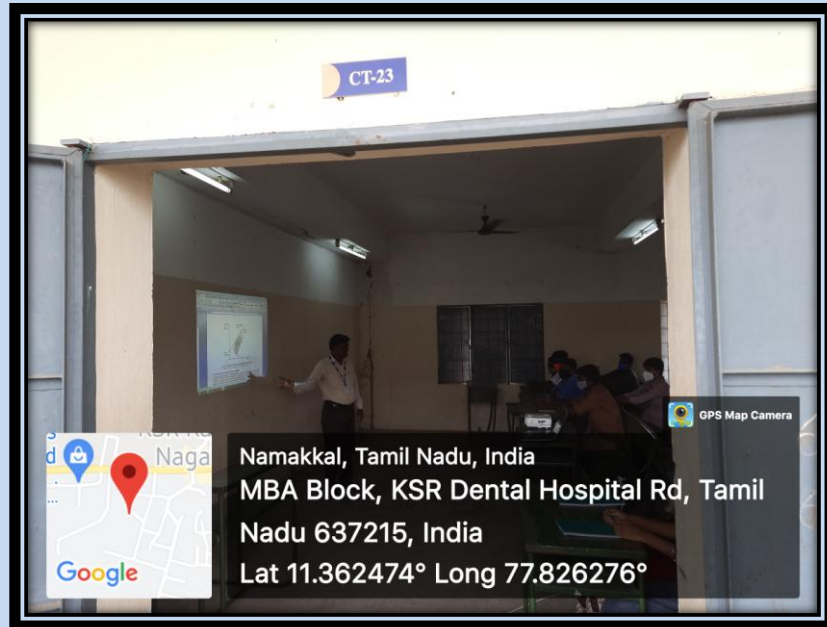 CT-23
GPS Map Camera
Naga
Google
Namakkal, Tamil Nadu, India
MBA Block, KSR Dental Hospital Rd, Tamil
Nadu 637215, India
Lat 11.362474° Long 77.826276°